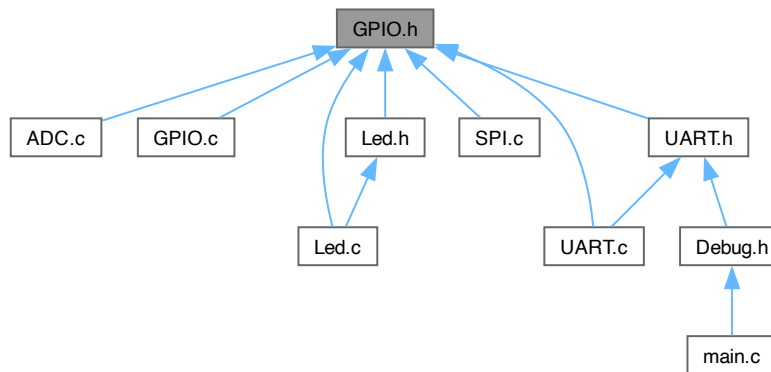 GPIO.h
ADC.c
GPIO.c
Led.h
SPI.c
UART.h
Led.c
UART.c
Debug.h
main.c